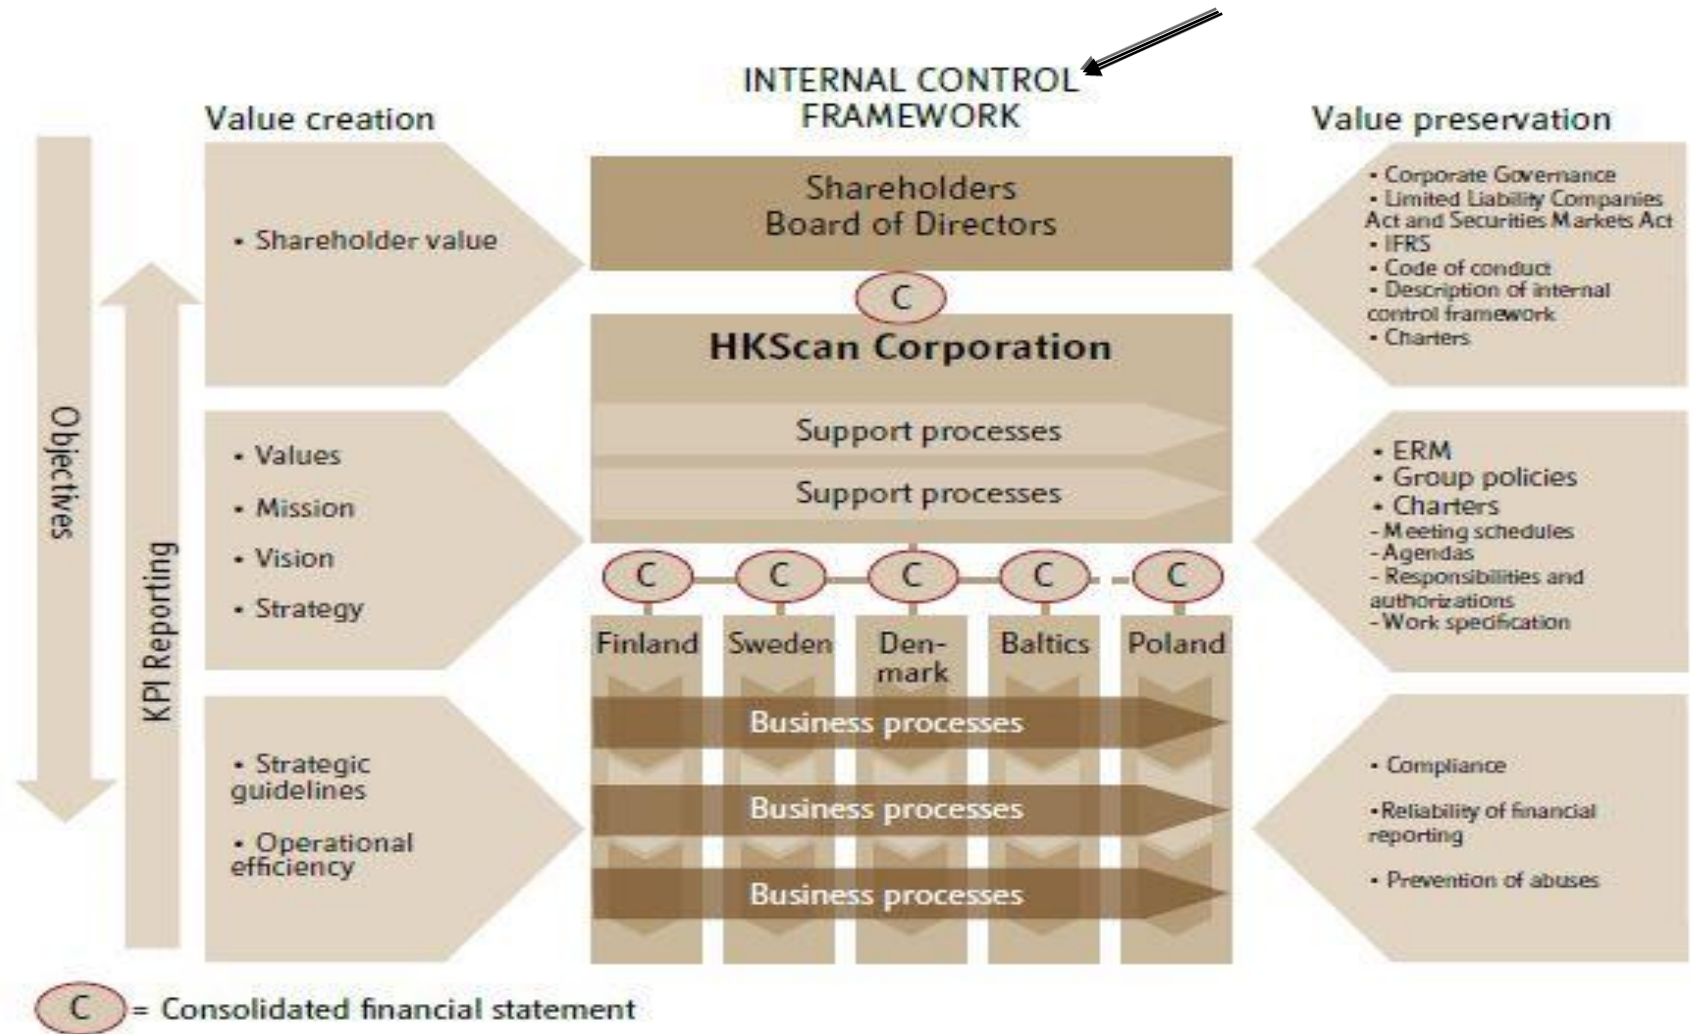 INTERNAL CONTROL
FRAMEWORK
Value creation
Value preservation
Objectives
KPI Reporting
• Shareholder value
• Values
• Mission
• Vision
• Strategy
• Strategic
guidelines
• Operational
efficiency
Shareholders
Board of Directors
C
HKScan Corporation
Support processes
Support processes
C C C C C
Finland
Sweden
Den-
mark
Baltics
Poland
Business processes
Business processes
Business processes
• Corporate Governance
• Limited Liability Companies
Act and Securities Markets Act
• IFRS
• Code of conduct
• Description of internal
control framework
• Charters
• ERM
• Group policies
• Charters
- Meeting schedules
- Agendas
- Responsibilities and
authorizations
- Work specification
• Compliance
•Reliability of financial
reporting
• Prevention of abuses
C = Consolidated financial statement